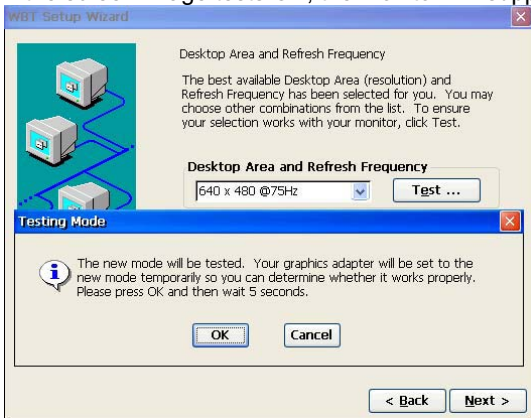 WBT Setup Wizard
Desktop Area and Refresh Frequency
The best available Desktop Area (resolution) and
Refresh Frequency has been selected for you. You may
choose other combinations from the list. To ensure
your selection works with your monitor, click Test.
Desktop Area and Refresh Frequency
640 x 480 @75Hz
Test ...
Testing Mode
The new mode will be tested. Your graphics adapter will be set to the
new mode temporarily so you can determine whether it works properly.
Please press OK and then wait 5 seconds.
OK Cancel
< Back Next >